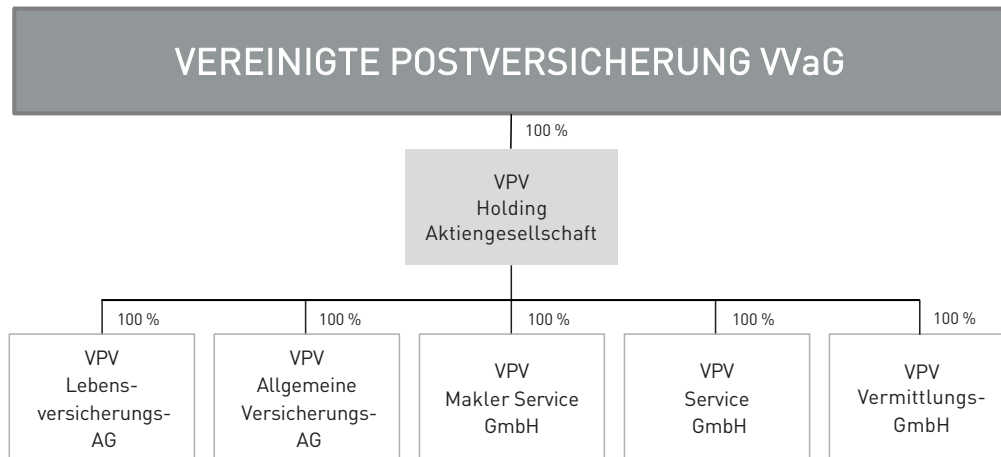 VEREINIGTE POSTVERSICHERUNG VVaG
100 %
VPV
Holding
Aktiengesellschaft
100 %
100 %
100 %
100 %
100 %
VPV
Lebens-
versicherungs-
AG
VPV
Allgemeine
Versicherungs-
AG
VPV
Makler Service
GmbH
VPV
Service
GmbH
VPV
Vermittlungs-
GmbH